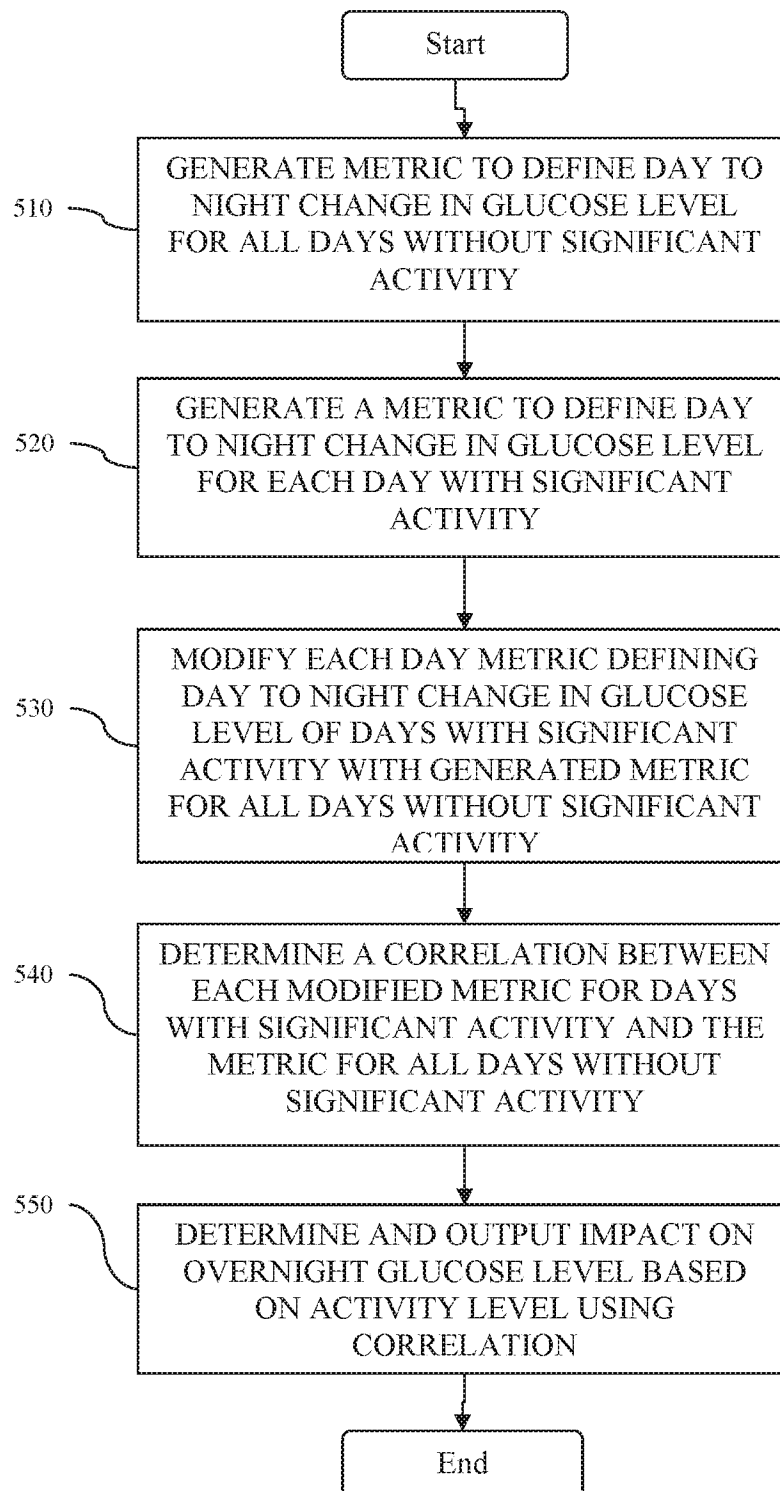 Start
510
GENERATE METRIC TO DEFINE DAY TO
NIGHT CHANGE IN GLUCOSE LEVEL
FOR ALL DAYS WITHOUT SIGNIFICANT
ACTIVITY
520
GENERATE A METRIC TO DEFINE DAY
TO NIGHT CHANGE IN GLUCOSE LEVEL
FOR EACH DAY WITH SIGNIFICANT
ACTIVITY
530
MODIFY EACH DAY METRIC DEFINING
DAY TO NIGHT CHANGE IN GLUCOSE
LEVEL OF DAYS WITH SIGNIFICANT
ACTIVITY WITH GENERATED METRIC
FOR ALL DAYS WITHOUT SIGNIFICANT
ACTIVITY
540
DETERMINE A CORRELATION BETWEEN
EACH MODIFIED METRIC FOR DAYS
WITH SIGNIFICANT ACTIVITY AND THE
METRIC FOR ALL DAYS WITHOUT
SIGNIFICANT ACTIVITY
550
DETERMINE AND OUTPUT IMPACT ON
OVERNIGHT GLUCOSE LEVEL BASED
ON ACTIVITY LEVEL USING
CORRELATION
End